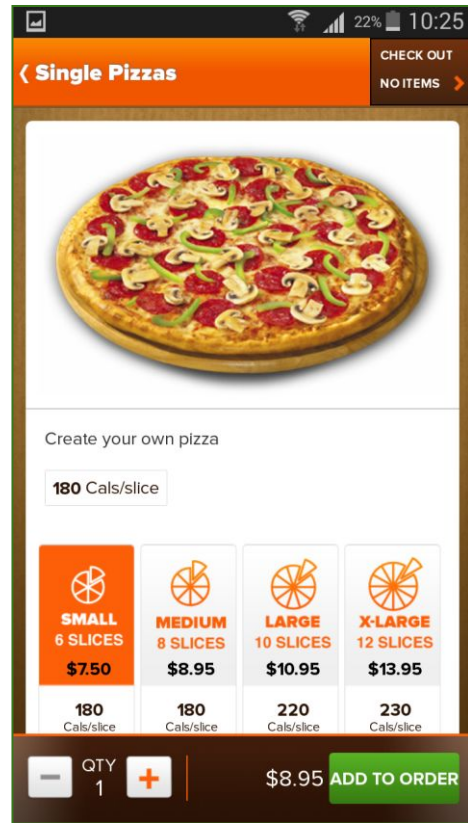 22% 10:25
Single Pizzas
CHECK OUT
NO ITEMS
Create your own pizza
180 Cals/slice
SMALL
6 SLICES
$7.50
180
Cals/slice
MEDIUM
8 SLICES
$8.95
180
Cals/slice
LARGE
10 SLICES
$10.95
220
Cals/slice
X-LARGE
12 SLICES
$13.95
230
Cals/slice
QTY
1
$8.95 ADD TO ORDER